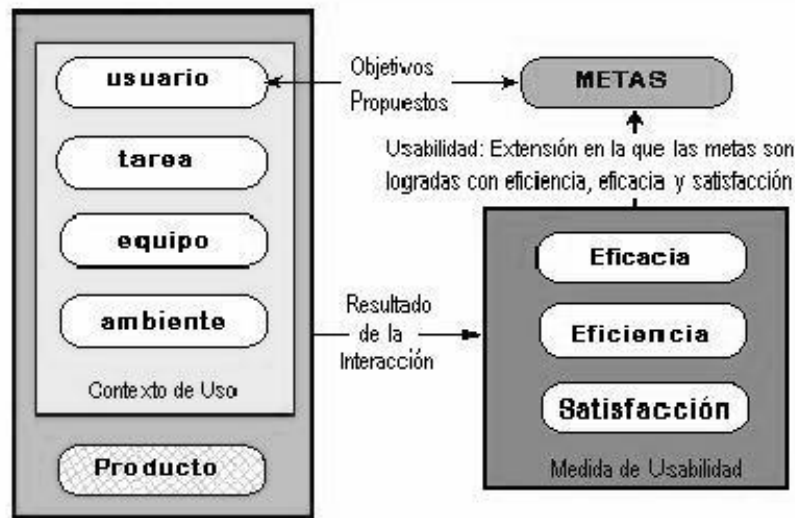 usuario
tarea
equipo
ambiente
Contexto de Uso
Producto
Objetivos
Propuestos
METAS
Usabilidad: Extensión en la que las metas son
logradas con eficiencia, eficacia y satisfacción
Resultado
de la
Interacción
Eficacia
Eficiencia
Satisfacción
Medida de Usabilidad